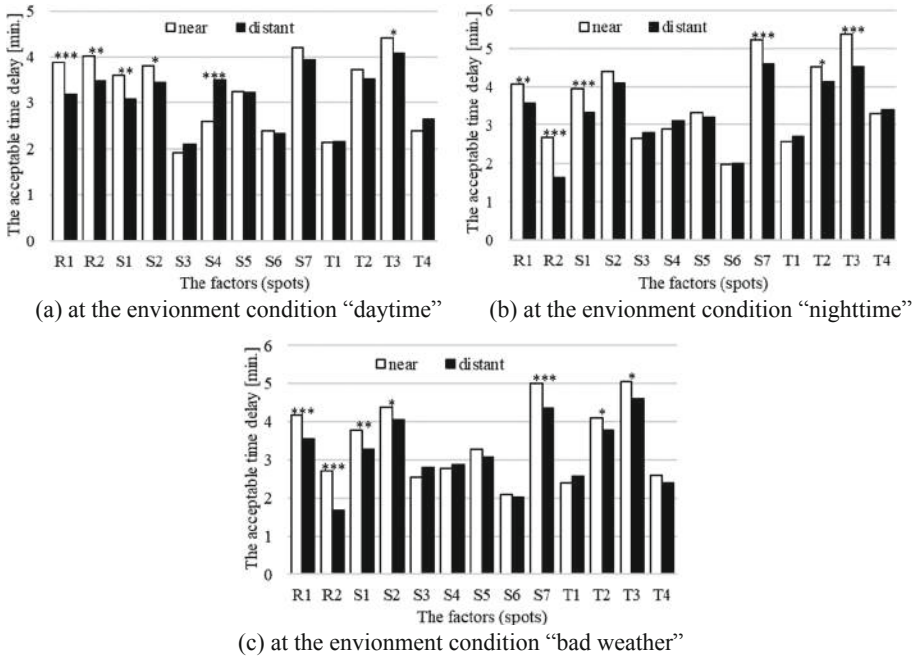 The acceptable time delay [min.]
5
4
3
2
1
0
near distant
*** ** ** * *** *
R1 R2 S1 S2 S3 S4 S5 S6 S7 T1 T2 T3 T4
The factors (spots)
(a) at the envionment condition “daytime”
The acceptable time delay [min.]
6
5
4
3
2
1
0
near distant
** *** *** *** * ***
R1 R2 S1 S2 S3 S4 S5 S6 S7 T1 T2 T3 T4
The factors (spots)
(b) at the envionment condition “nighttime”
The acceptable time delay [min.]
6
5
4
3
2
1
0
near distant
*** *** ** * *** * *
R1 R2 S1 S2 S3 S4 S5 S6 S7 T1 T2 T3 T4
The factors (spots)
(c) at the envionment condition “bad weather”